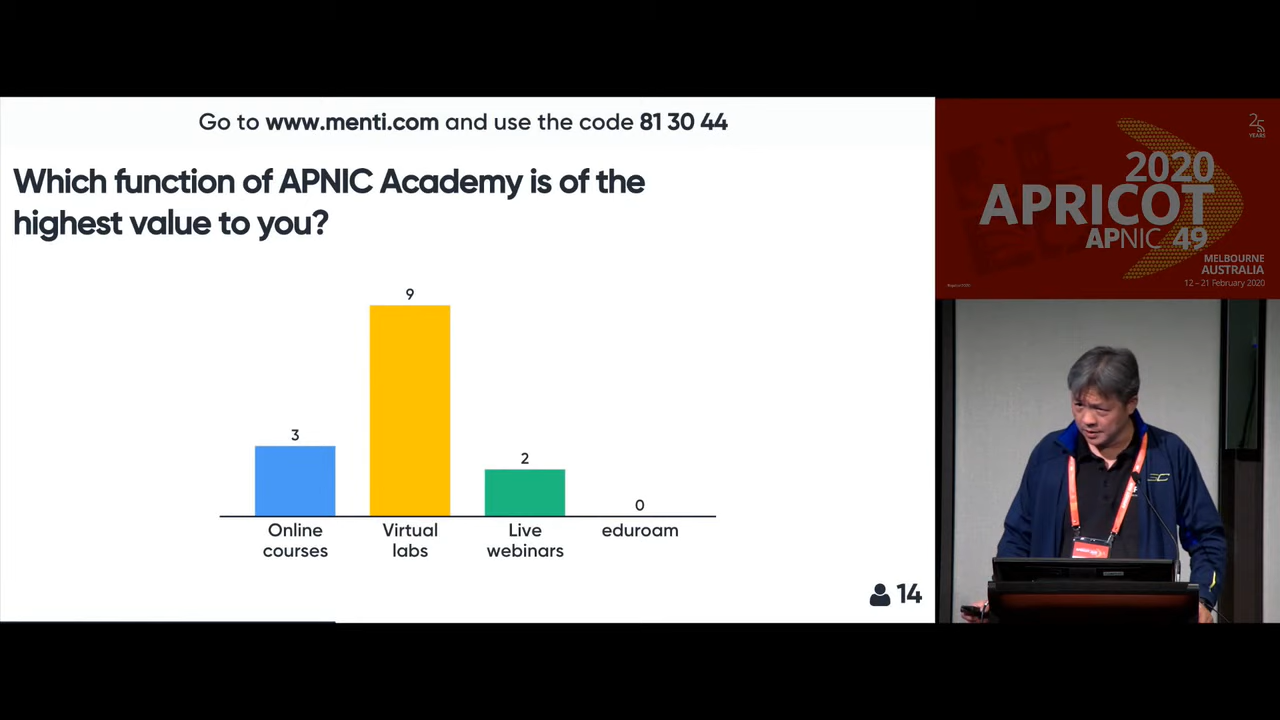 Go to www.menti.com and use the code 81 30 44
Which function of APNIC Academy is of the
highest value to you?
9
3
2
0
Online
courses
Virtual
labs
Live
webinars
eduroam
14
25
YEARS
2020
APRICOT
APNIC 49
MELBOURNE
AUSTRALIA
12 – 21 February 2020